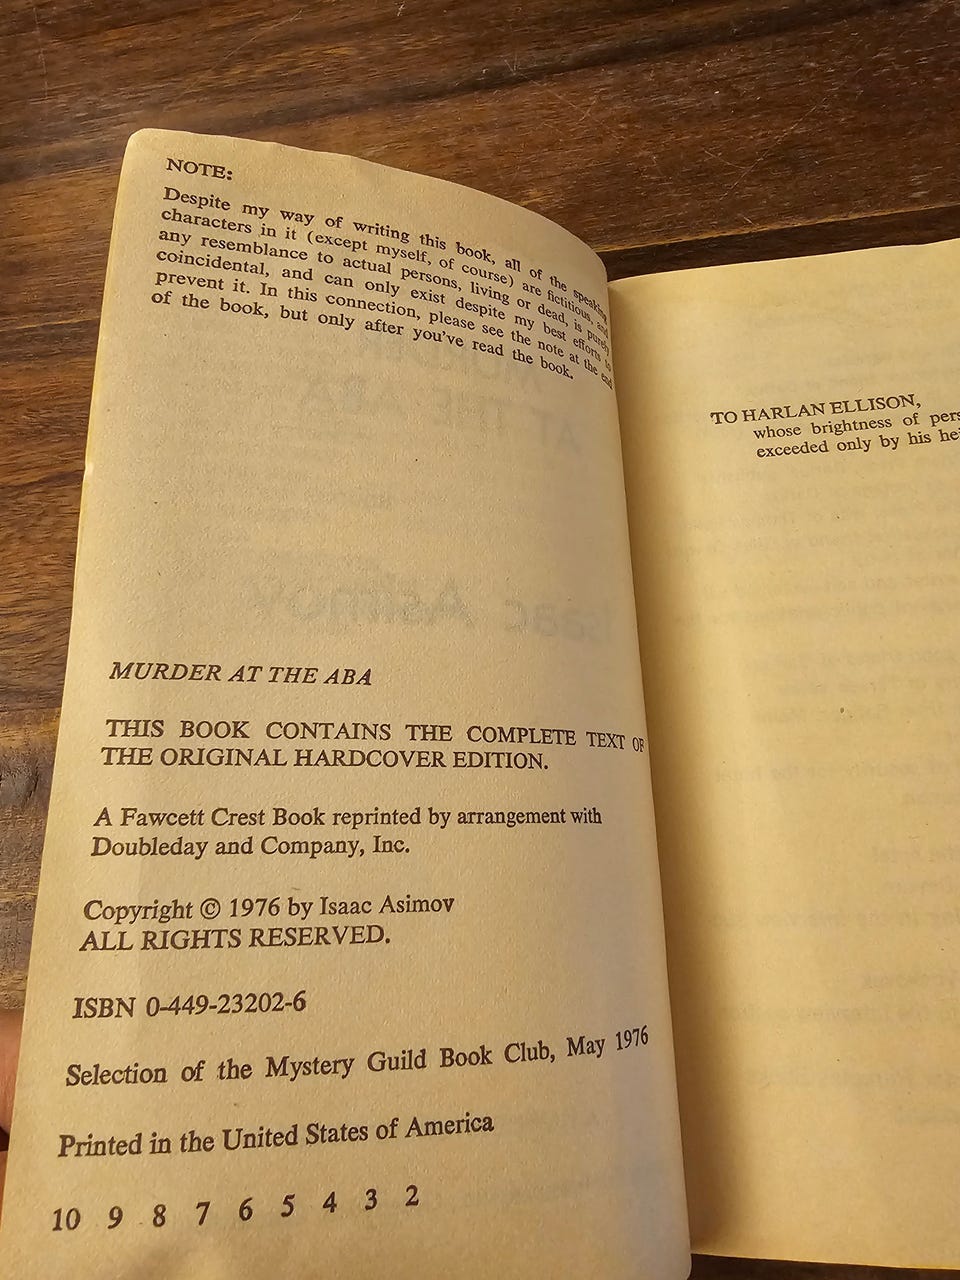 NOTE:
Despite my way of writing this book, all of the speaking
characters in it (except myself, of course) are fictitious, and
any resemblance to actual persons, living or dead, is purely
coincidental, and can only exist despite my best efforts to
prevent it. In this connection, please see the note at the end
of the book, but only after you've read the book.
MURDER AT THE ABA
THIS BOOK CONTAINS THE COMPLETE TEXT OF
THE ORIGINAL HARDCOVER EDITION.
A Fawcett Crest Book reprinted by arrangement with
Doubleday and Company, Inc.
Copyright © 1976 by Isaac Asimov
ALL RIGHTS RESERVED.
ISBN 0-449-23202-6
Selection of the Mystery Guild Book Club, May 1976
Printed in the United States of America
10 9 8 7 6 5 4 3 2
TO HARLAN ELLISON,
whose brightness of
exceeded only by his